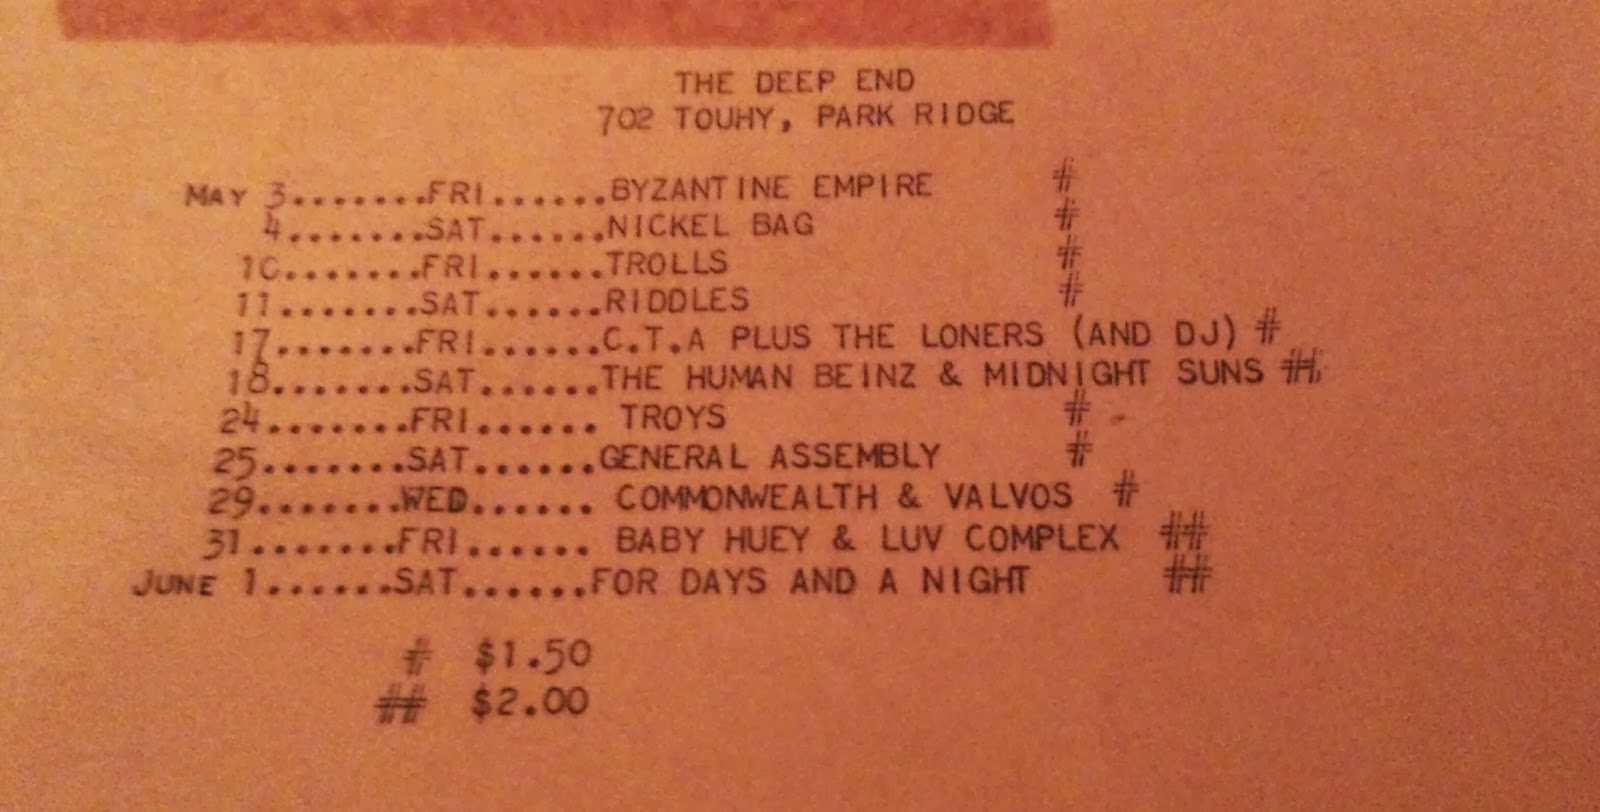 THE DEEP END
702 TOUHY, PARK RIDGE
MAY 3.......FRI......BYZANTINE EMPIRE #
4.......SAT......NICKEL BAG #
10.......FRI......TROLLS #
11.......SAT......RIDDLES #
17.......FRI......C.T.A PLUS THE LONERS (AND DJ) #
18.......SAT......THE HUMAN BEINZ & MIDNIGHT SUNS ##
24.......FRI...... TROYS #
25.......SAT......GENERAL ASSEMBLY #
29.......WED...... COMMONWEALTH & VALVOS #
31.......FRI...... BABY HUEY & LUV COMPLEX ##
JUNE 1......SAT......FOR DAYS AND A NIGHT ##
# $1.50
## $2.00